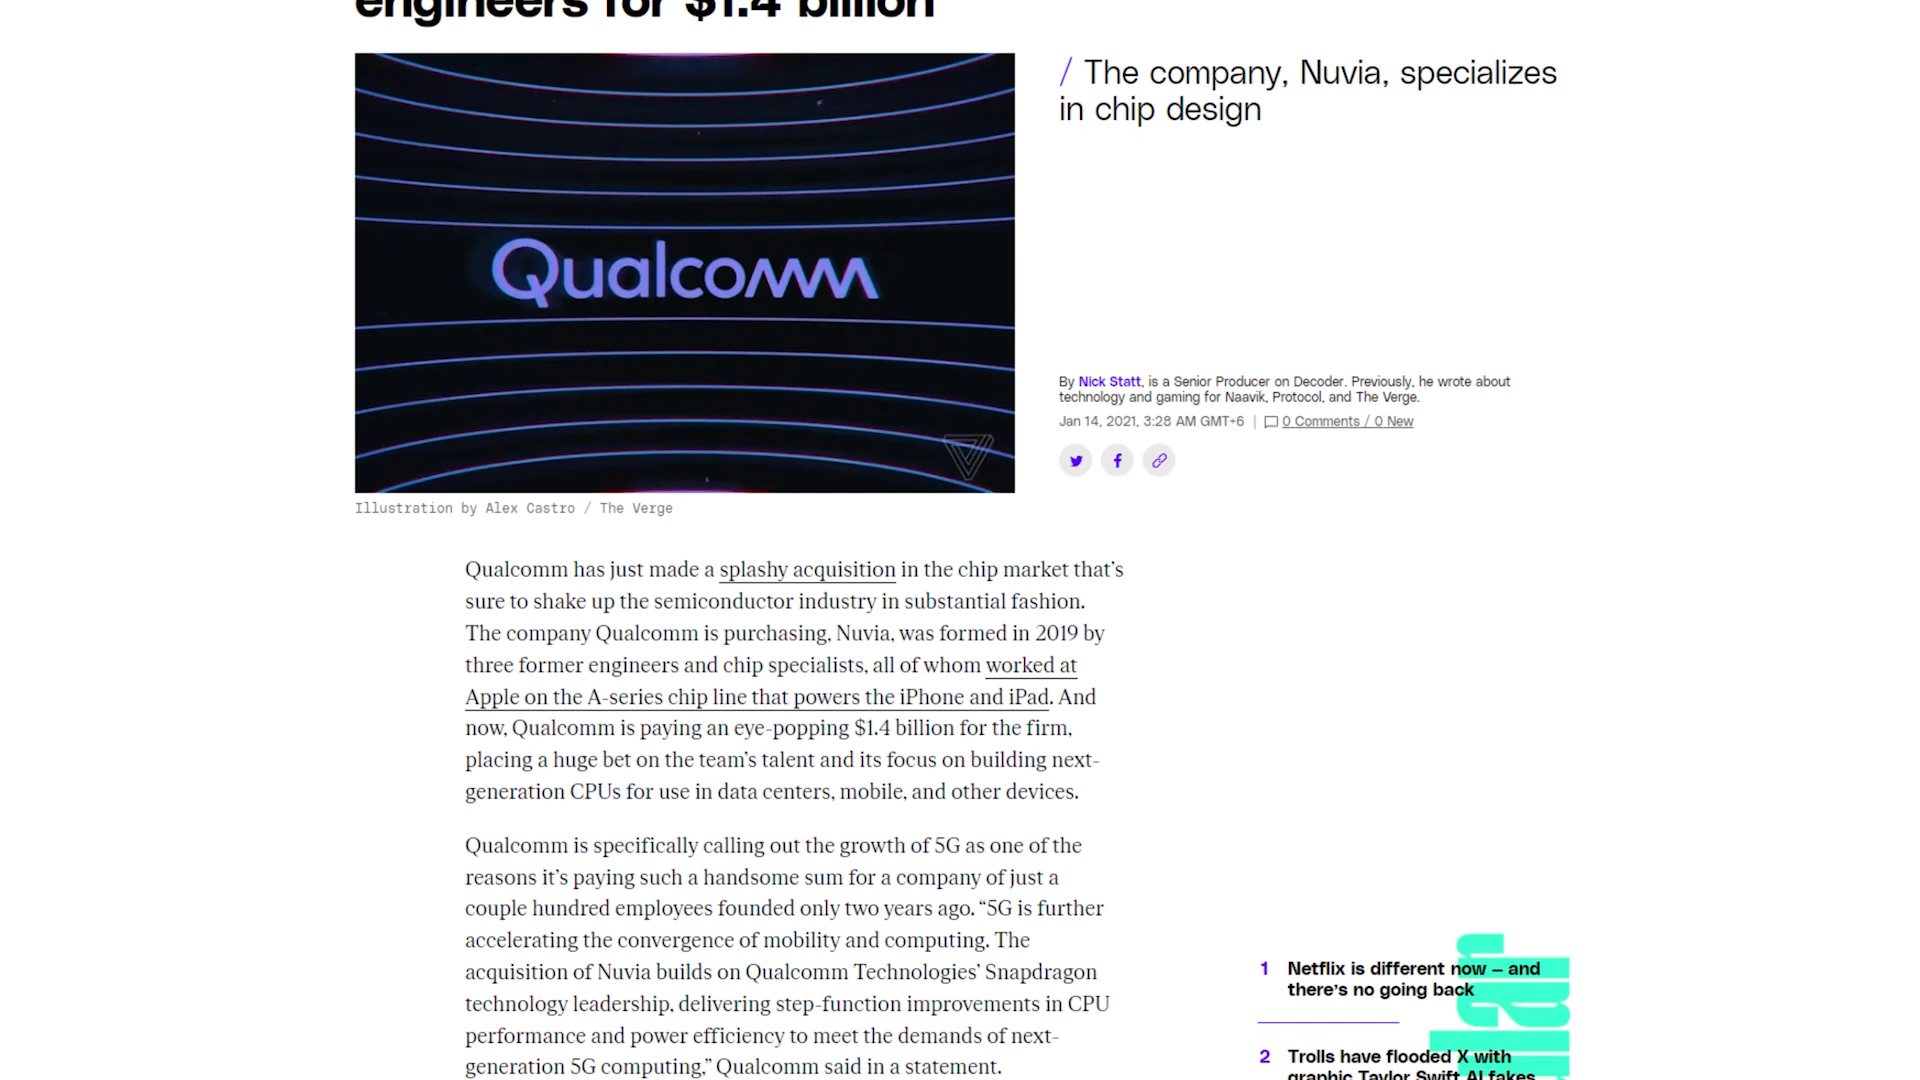 engineers for $1.4 billion
/ The company, Nuvia, specializes
in chip design
Qualcomm
By Nick Statt, is a Senior Producer on Decoder. Previously, he wrote about
technology and gaming for Naavik, Protocol, and The Verge.
Jan 14, 2021, 3:28 AM GMT+6 | 0 Comments / 0 New
Illustration by Alex Castro / The Verge
Qualcomm has just made a splashy acquisition in the chip market that’s
sure to shake up the semiconductor industry in substantial fashion.
The company Qualcomm is purchasing, Nuvia, was formed in 2019 by
three former engineers and chip specialists, all of whom worked at
Apple on the A-series chip line that powers the iPhone and iPad. And
now, Qualcomm is paying an eye-popping $1.4 billion for the firm,
placing a huge bet on the team’s talent and its focus on building next-
generation CPUs for use in data centers, mobile, and other devices.
Qualcomm is specifically calling out the growth of 5G as one of the
reasons it’s paying such a handsome sum for a company of just a
couple hundred employees founded only two years ago. “5G is further
accelerating the convergence of mobility and computing. The
acquisition of Nuvia builds on Qualcomm Technologies’ Snapdragon
technology leadership, delivering step-function improvements in CPU
performance and power efficiency to meet the demands of next-
generation 5G computing,” Qualcomm said in a statement.
1 Netflix is different now — and
there’s no going back
2 Trolls have flooded X with
graphic Taylor Swift AI fakes